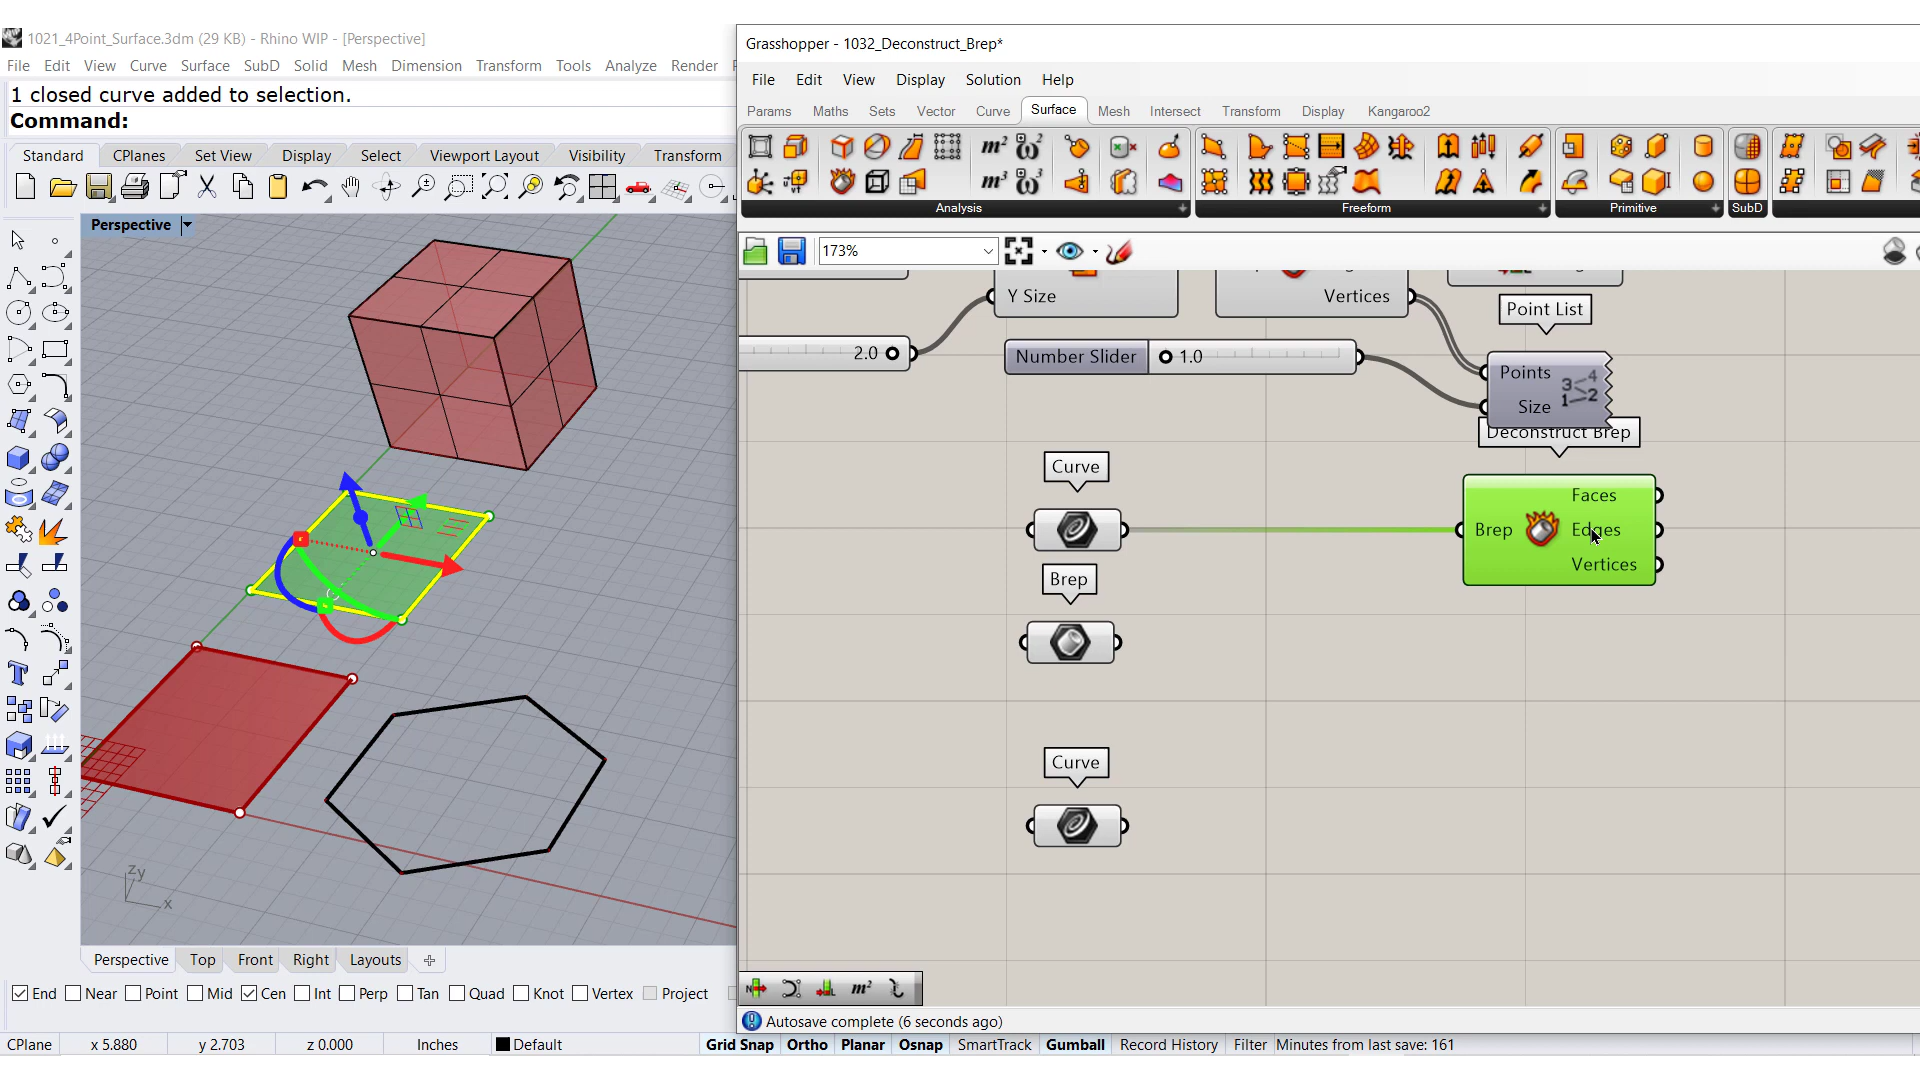 1021_4Point_Surface.3dm (29 KB) - Rhino WIP - [Perspective]
File Edit View Curve Surface SubD Solid Mesh Dimension Transform Tools Analyze Render
1 closed curve added to selection.
Command:
Standard CPlanes Set View Display Select Viewport Layout Visibility Transform
Perspective
Zy
x
Perspective Top Front Right Layouts
End Near Point Mid Cen Int Perp Tan Quad Knot Vertex Project
Grasshopper - 1032_Deconstruct_Brep*
File Edit View Display Solution Help
Params Maths Sets Vector Curve Surface Mesh Intersect Transform Display Kangaroo2
Analysis Freeform Primitive SubD
173%
Y Size
Vertices
Point List
2.0
Number Slider 1.0
Points
Size
Deconstruct Brep
Curve
Faces
Brep Edges
Vertices
Brep
Curve
Autosave complete (6 seconds ago)
CPlane x 5.880 y 2.703 z 0.000 Inches Default Grid Snap Ortho Planar Osnap SmartTrack Gumball Record History Filter Minutes from last save: 161